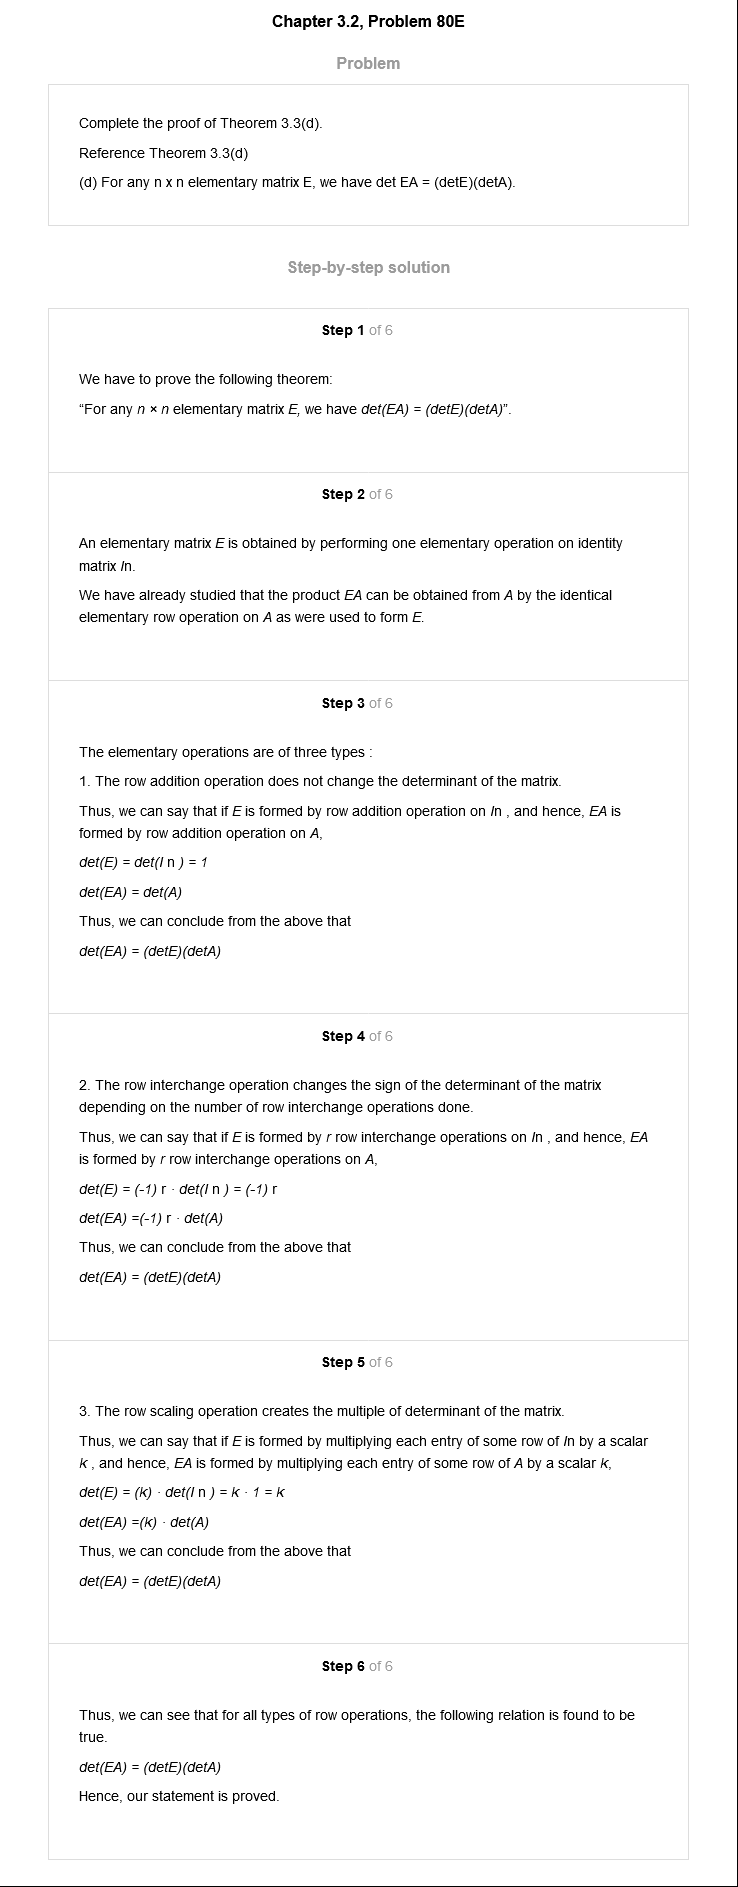 Chapter 3.2, Problem 80E
Problem
Complete the proof of Theorem 3.3(d).
Reference Theorem 3.3(d)
(d) For any n x n elementary matrix E, we have det EA = (detE)(detA).
Step-by-step solution
Step 1 of 6
We have to prove the following theorem:
“For any n × n elementary matrix E, we have det(EA) = (detE)(detA)”.
Step 2 of 6
An elementary matrix E is obtained by performing one elementary operation on identity
matrix In.
We have already studied that the product EA can be obtained from A by the identical
elementary row operation on A as were used to form E.
Step 3 of 6
The elementary operations are of three types :
1. The row addition operation does not change the determinant of the matrix.
Thus, we can say that if E is formed by row addition operation on In , and hence, EA is
formed by row addition operation on A,
det(E) = det(I n ) = 1
det(EA) = det(A)
Thus, we can conclude from the above that
det(EA) = (detE)(detA)
Step 4 of 6
2. The row interchange operation changes the sign of the determinant of the matrix
depending on the number of row interchange operations done.
Thus, we can say that if E is formed by r row interchange operations on In , and hence, EA
is formed by r row interchange operations on A,
det(E) = (-1) r · det(I n ) = (-1) r
det(EA) =(-1) r · det(A)
Thus, we can conclude from the above that
det(EA) = (detE)(detA)
Step 5 of 6
3. The row scaling operation creates the multiple of determinant of the matrix.
Thus, we can say that if E is formed by multiplying each entry of some row of In by a scalar
k , and hence, EA is formed by multiplying each entry of some row of A by a scalar k,
det(E) = (k) · det(I n ) = k · 1 = k
det(EA) =(k) · det(A)
Thus, we can conclude from the above that
det(EA) = (detE)(detA)
Step 6 of 6
Thus, we can see that for all types of row operations, the following relation is found to be
true.
det(EA) = (detE)(detA)
Hence, our statement is proved.